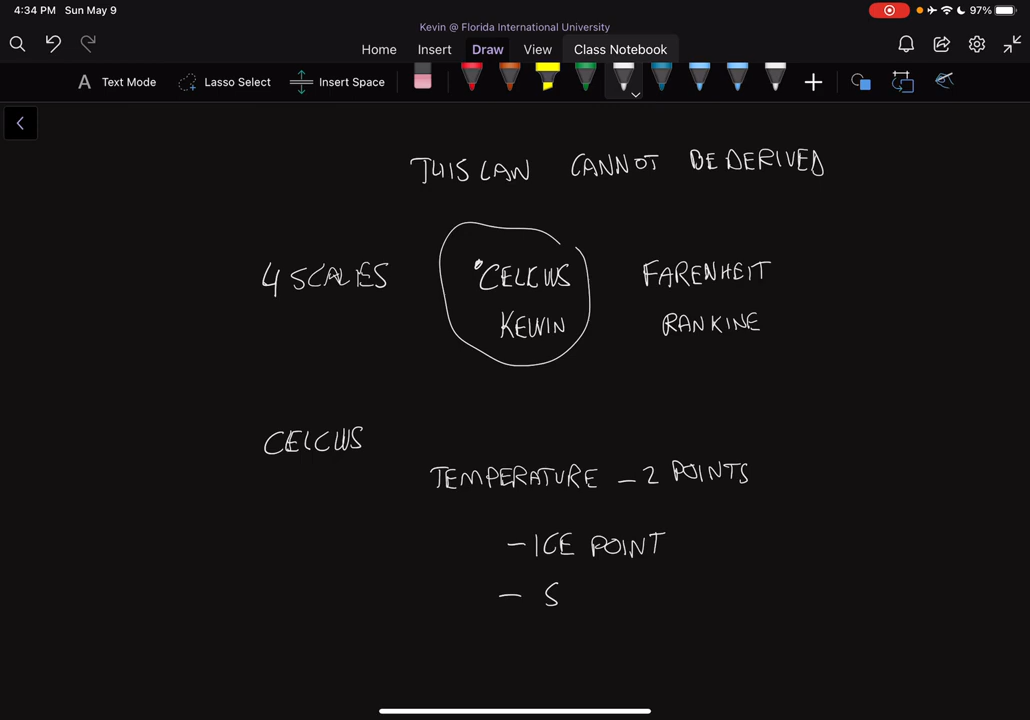 4:34 PM Sun May 9 97%
Kevin @ Florida International University
Home Insert Draw View Class Notebook
A Text Mode Lasso Select Insert Space
THIS LAW CANNOT BE DERIVED
4 SCALES CELCIUS FARENHEIT
KELVIN RANKINE
CELCIUS
TEMPERATURE - 2 POINTS
- ICE POINT
- S